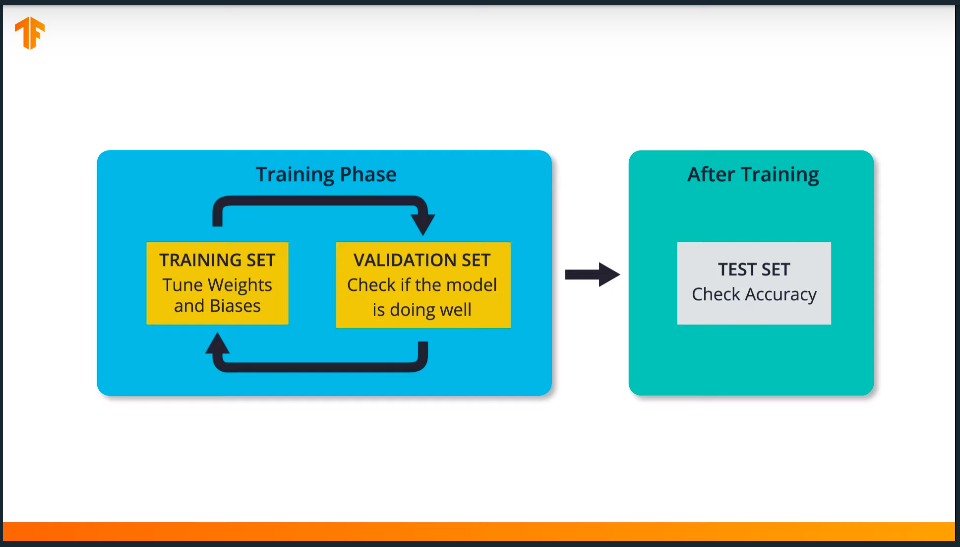 Training Phase
TRAINING SET
Tune Weights
and Biases
VALIDATION SET
Check if the model
is doing well
After Training
TEST SET
Check Accuracy